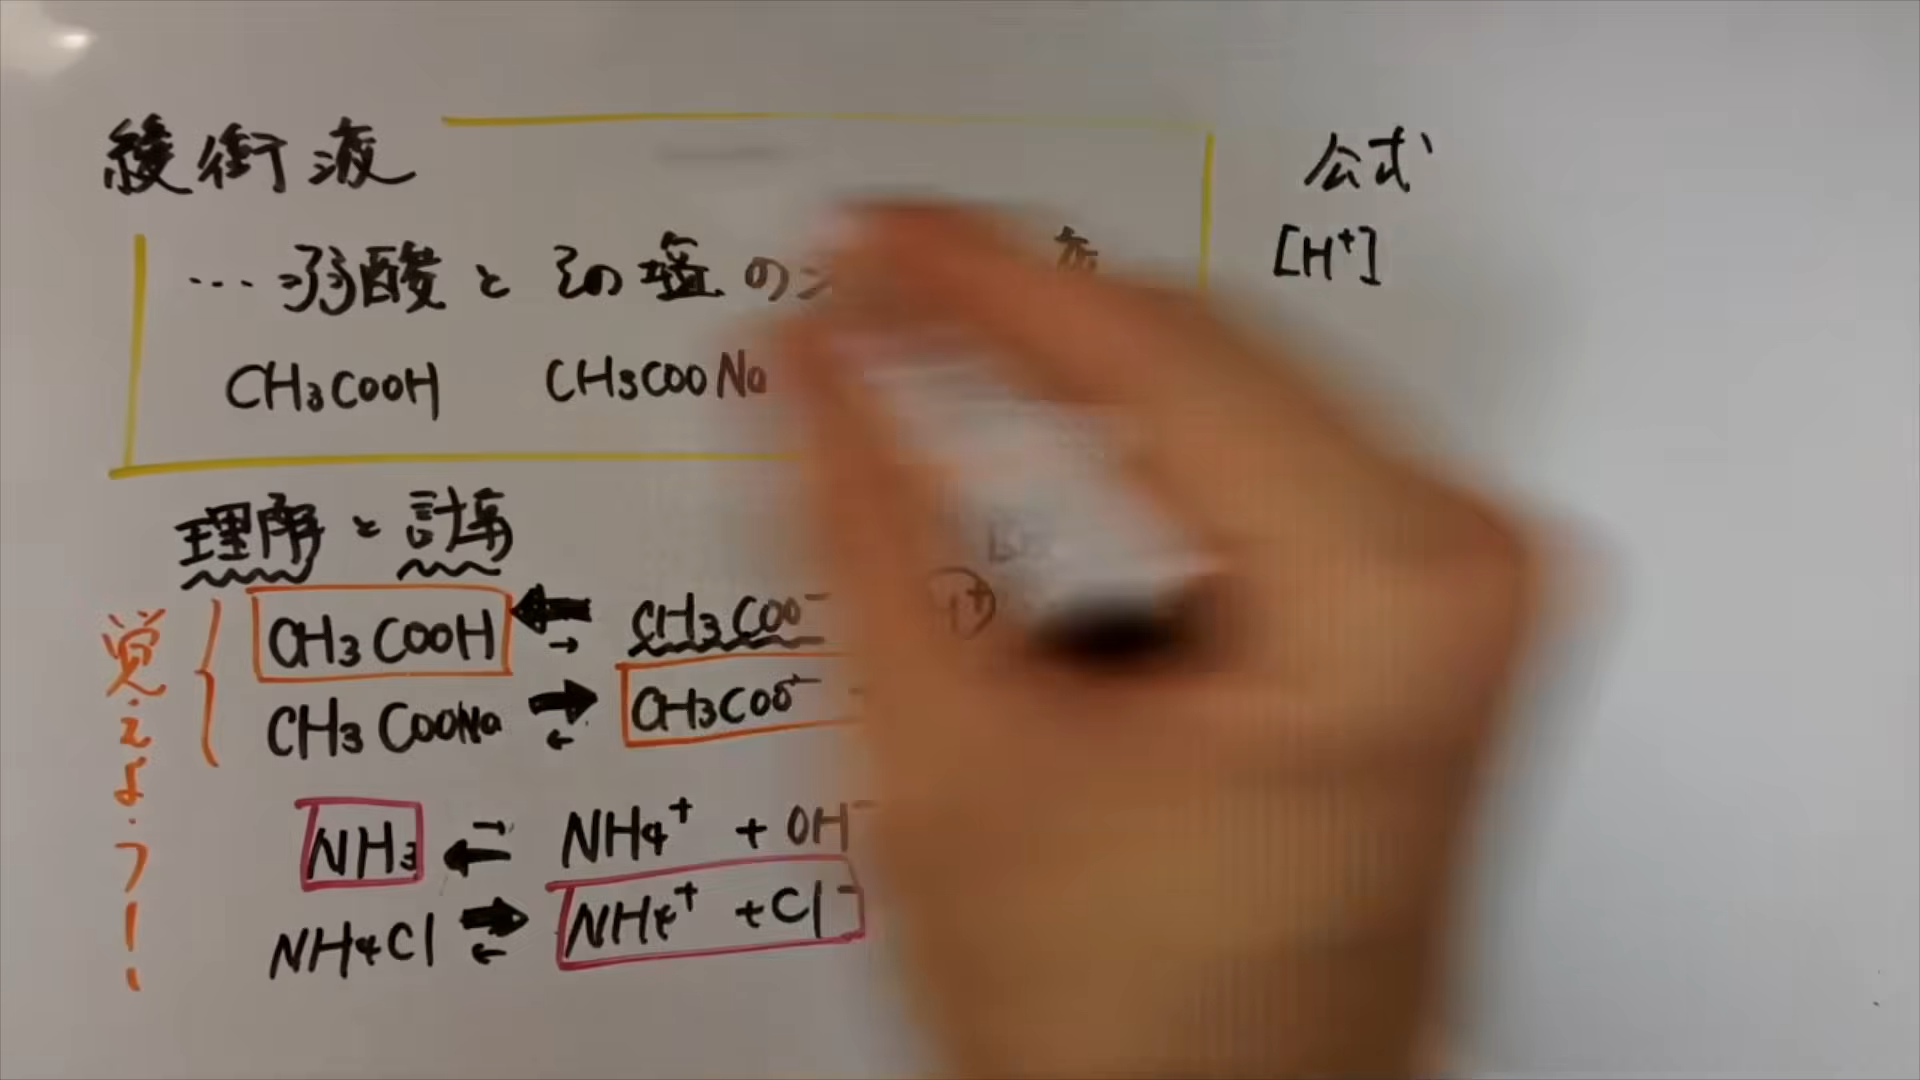 緩衝液
公式
…弱酸とその塩の
[H⁺]
CH₃COOH CH₃COONa
理解と計算
覚えよう!!
CH₃COOH ⇄ CH₃COO⁻
CH₃COONa ⇄ CH₃COO⁻
NH₃ ⇄ NH₄⁺ + OH⁻
NH₄Cl ⇄ NH₄⁺ + Cl⁻